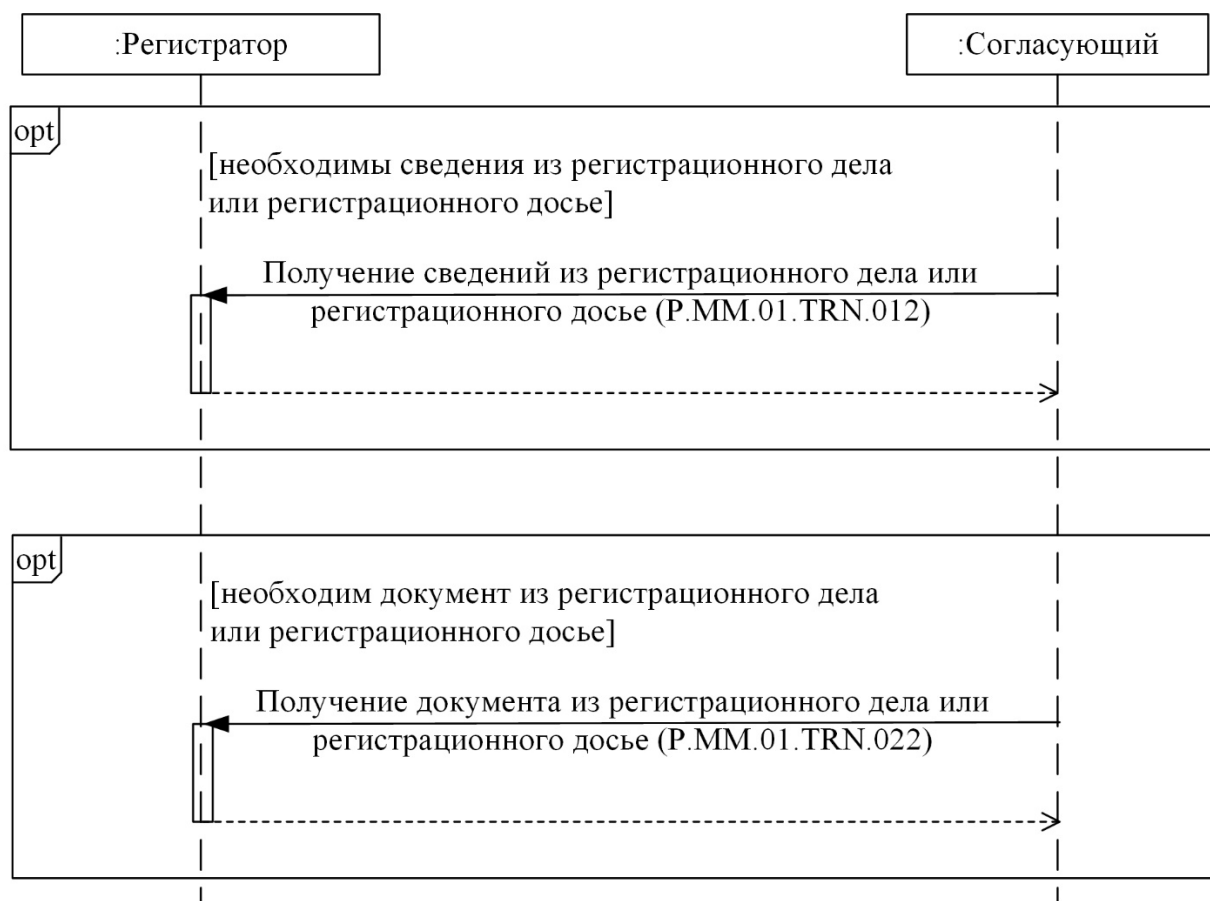 :Регистратор
:Согласующий
opt
[необходимы сведения из регистрационного дела
или регистрационного досье]
Получение сведений из регистрационного дела или
регистрационного досье (P.MM.01.TRN.012)
opt
[необходим документ из регистрационного дела
или регистрационного досье]
Получение документа из регистрационного дела или
регистрационного досье (P.MM.01.TRN.022)